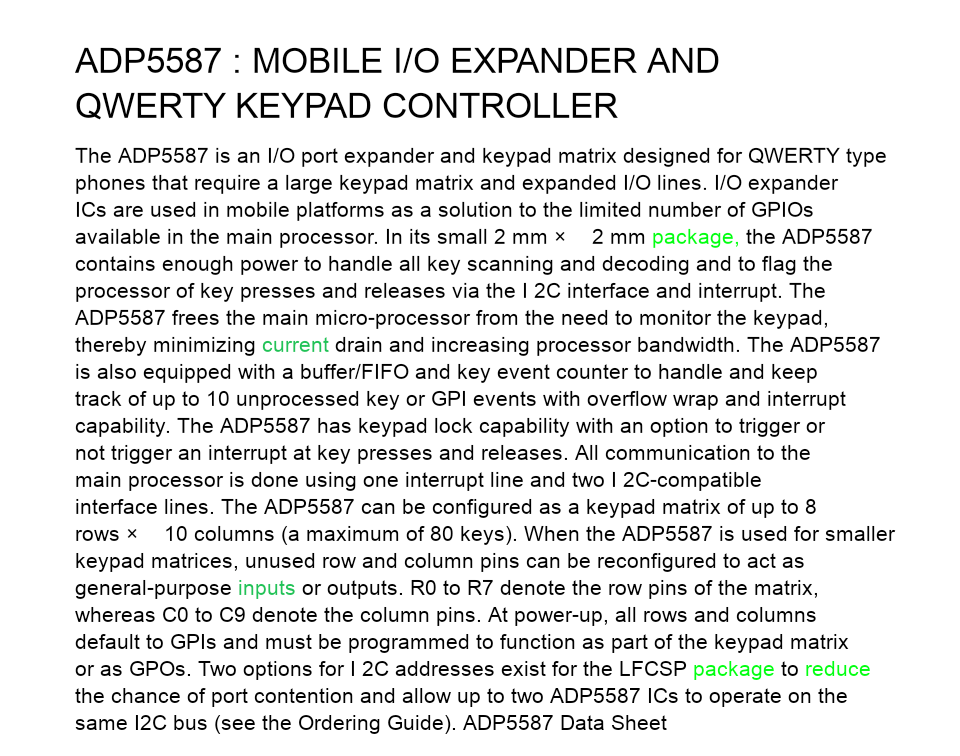 ADP5587 : MOBILE I/O EXPANDER AND
QWERTY KEYPAD CONTROLLER
The ADP5587 is an I/O port expander and keypad matrix designed for QWERTY type
phones that require a large keypad matrix and expanded I/O lines. I/O expander
ICs are used in mobile platforms as a solution to the limited number of GPIOs
available in the main processor. In its small 2 mm × 2 mm package, the ADP5587
contains enough power to handle all key scanning and decoding and to flag the
processor of key presses and releases via the I 2C interface and interrupt. The
ADP5587 frees the main micro-processor from the need to monitor the keypad,
thereby minimizing current drain and increasing processor bandwidth. The ADP5587
is also equipped with a buffer/FIFO and key event counter to handle and keep
track of up to 10 unprocessed key or GPI events with overflow wrap and interrupt
capability. The ADP5587 has keypad lock capability with an option to trigger or
not trigger an interrupt at key presses and releases. All communication to the
main processor is done using one interrupt line and two I 2C-compatible
interface lines. The ADP5587 can be configured as a keypad matrix of up to 8
rows × 10 columns (a maximum of 80 keys). When the ADP5587 is used for smaller
keypad matrices, unused row and column pins can be reconfigured to act as
general-purpose inputs or outputs. R0 to R7 denote the row pins of the matrix,
whereas C0 to C9 denote the column pins. At power-up, all rows and columns
default to GPIs and must be programmed to function as part of the keypad matrix
or as GPOs. Two options for I 2C addresses exist for the LFCSP package to reduce
the chance of port contention and allow up to two ADP5587 ICs to operate on the
same I2C bus (see the Ordering Guide). ADP5587 Data Sheet